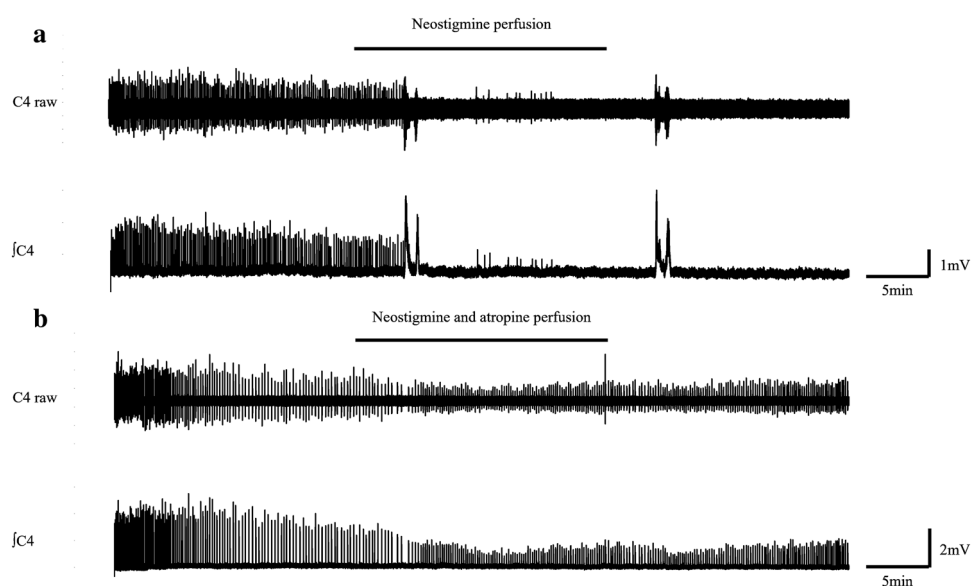 Neostigmine perfusion
a
C4 raw
∫C4
1mV
5min
Neostigmine and atropine perfusion
b
C4 raw
∫C4
2mV
5min